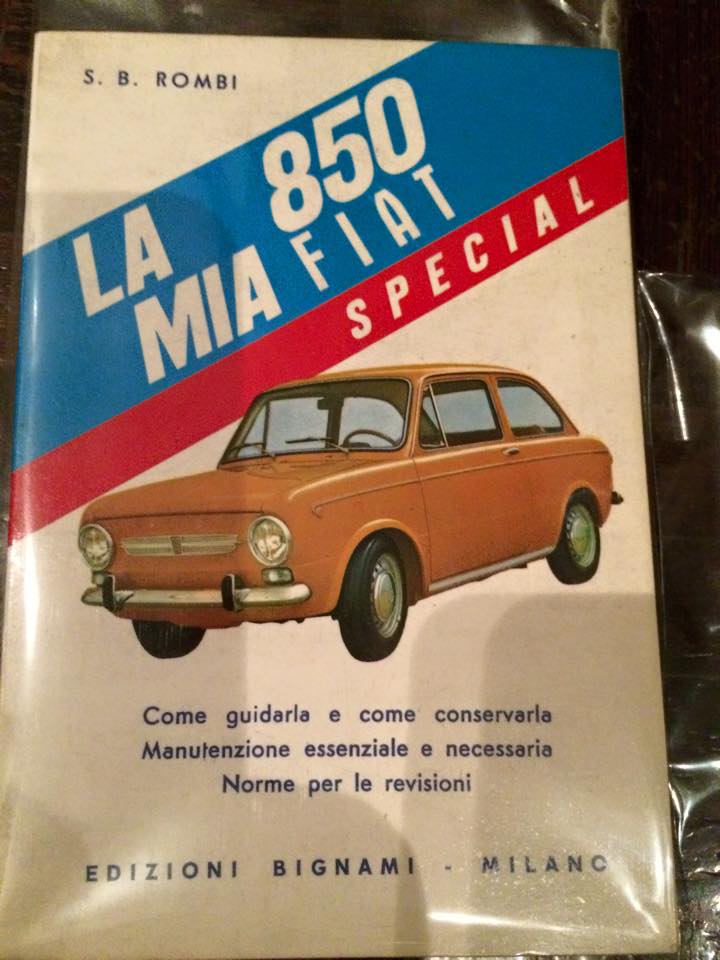 S. B. ROMBI
LA MIA
850
FIAT
SPECIAL
Come guidarla e come conservarla
Manutenzione essenziale e necessaria
Norme per le revisioni
EDIZIONI BIGNAMI - MILANO